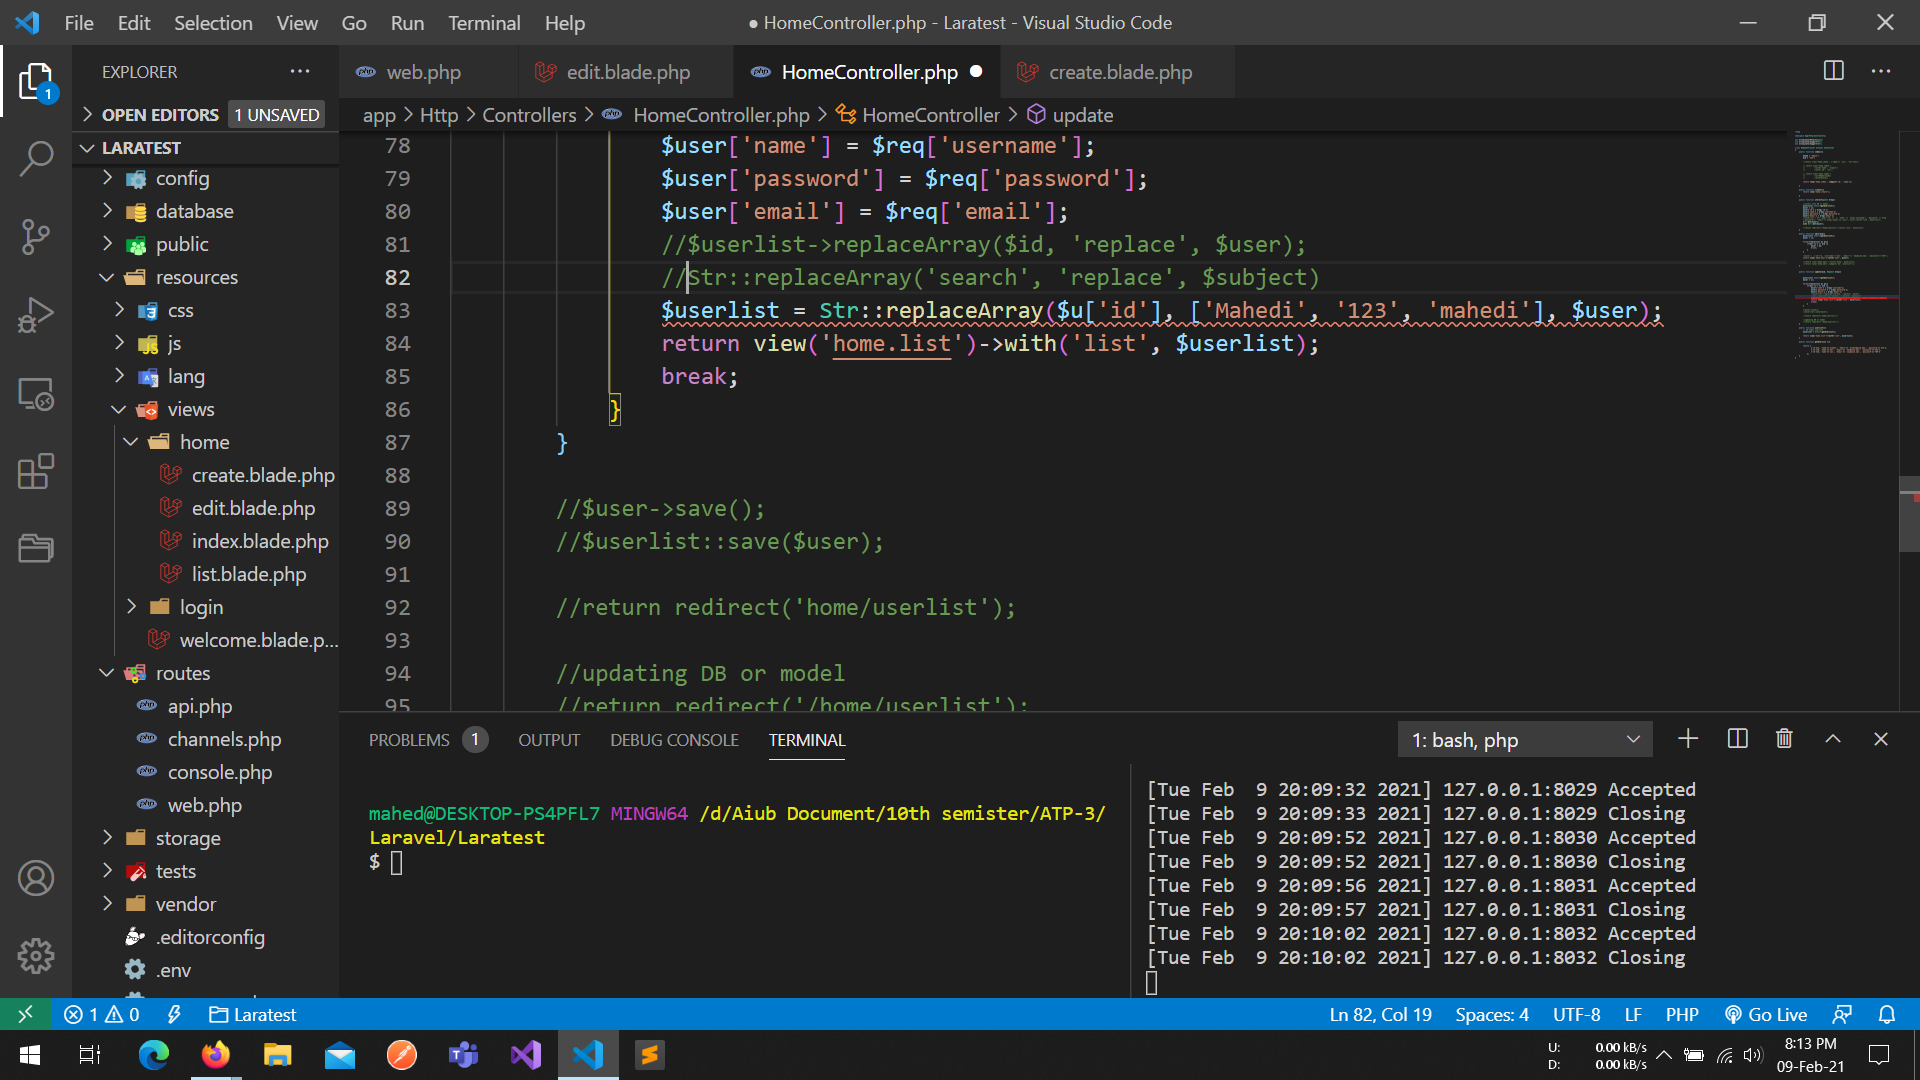 File Edit Selection View Go Run Terminal Help
● HomeController.php - Laratest - Visual Studio Code
EXPLORER
web.php
edit.blade.php
HomeController.php
create.blade.php
1
OPEN EDITORS 1 UNSAVED
app > Http > Controllers > HomeController.php > HomeController > update
LARATEST
config
database
public
resources
css
js
lang
views
home
create.blade.php
edit.blade.php
index.blade.php
list.blade.php
login
welcome.blade.p...
routes
api.php
channels.php
console.php
web.php
storage
tests
vendor
.editorconfig
.env
78 $user['name'] = $req['username'];
79 $user['password'] = $req['password'];
80 $user['email'] = $req['email'];
81 //$userlist->replaceArray($id, 'replace', $user);
82 //Str::replaceArray('search', 'replace', $subject)
83 $userlist = Str::replaceArray($u['id'], ['Mahedi', '123', 'mahedi'], $user);
84 return view('home.list')->with('list', $userlist);
85 break;
86 }
87 }
88
89 //$user->save();
90 //$userlist::save($user);
91
92 //return redirect('home/userlist');
93
94 //updating DB or model
95 //return redirect('/home/userlist');
PROBLEMS 1 OUTPUT DEBUG CONSOLE TERMINAL
1: bash, php
mahed@DESKTOP-PS4PFL7 MINGW64 /d/Aiub Document/10th semister/ATP-3/
Laravel/Laratest
$
[Tue Feb  9 20:09:32 2021] 127.0.0.1:8029 Accepted
[Tue Feb  9 20:09:33 2021] 127.0.0.1:8029 Closing
[Tue Feb  9 20:09:52 2021] 127.0.0.1:8030 Accepted
[Tue Feb  9 20:09:52 2021] 127.0.0.1:8030 Closing
[Tue Feb  9 20:09:56 2021] 127.0.0.1:8031 Accepted
[Tue Feb  9 20:09:57 2021] 127.0.0.1:8031 Closing
[Tue Feb  9 20:10:02 2021] 127.0.0.1:8032 Accepted
[Tue Feb  9 20:10:02 2021] 127.0.0.1:8032 Closing
1 0 Laratest
Ln 82, Col 19 Spaces: 4 UTF-8 LF PHP Go Live
U: 0.00 kB/s
D: 0.00 kB/s
8:13 PM
09-Feb-21